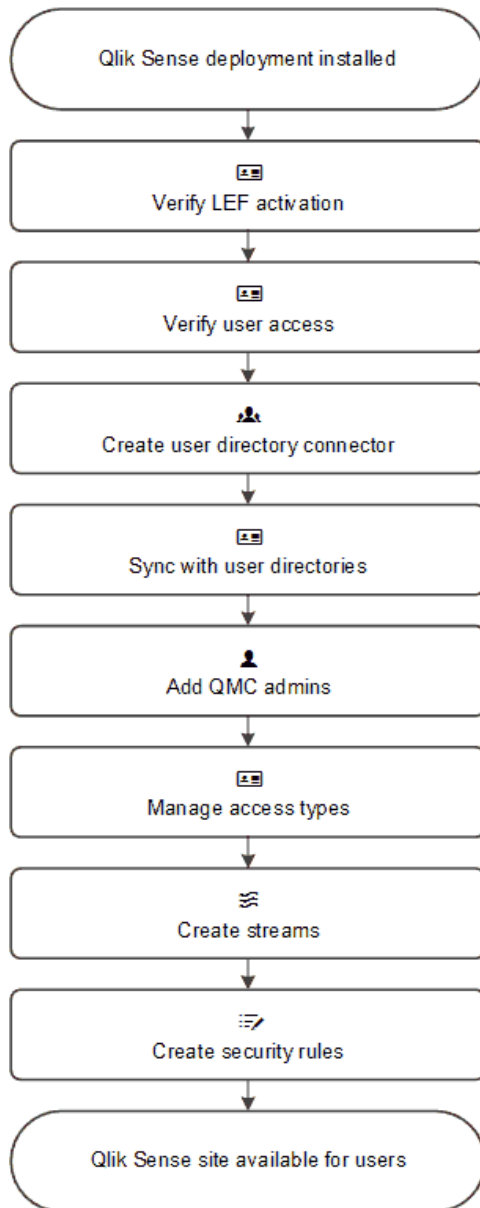 Qlik Sense deployment installed
Verify LEF activation
Verify user access
Create user directory connector
Sync with user directories
Add QMC admins
Manage access types
Create streams
Create security rules
Qlik Sense site available for users